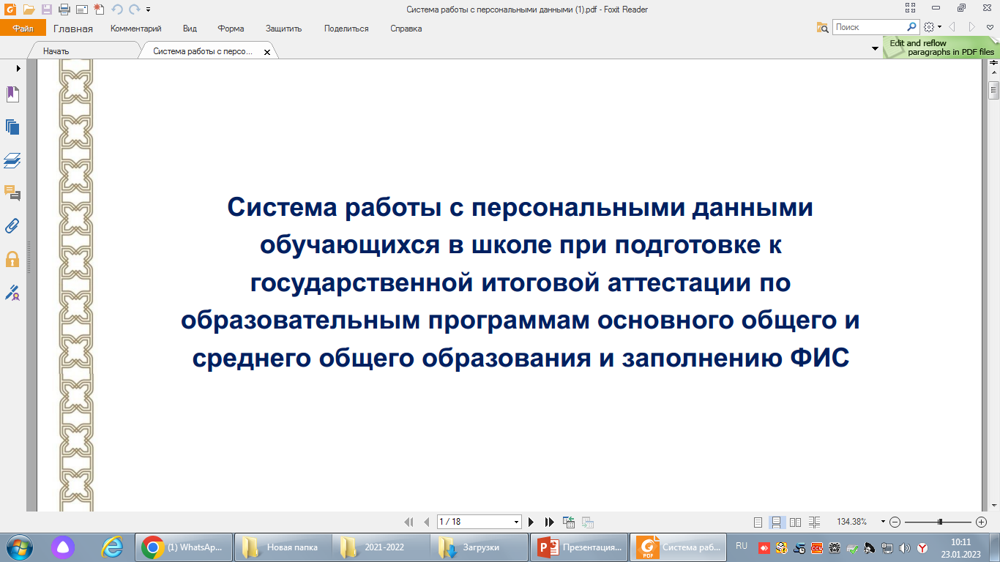 Система работы с персональными данными (1).pdf - Foxit Reader
Файл Главная Комментарий Вид Форма Защитить Поделиться Справка Поиск
Начать Система работы с персо... Edit and reflow
paragraphs in PDF files
Система работы с персональными данными
обучающихся в школе при подготовке к
государственной итоговой аттестации по
образовательным программам основного общего и
среднего общего образования и заполнению ФИС
1 / 18 134.38%
(1) WhatsAp... Новая папка 2021-2022 Загрузки Презентация... Система раб... RU 10:11
23.01.2023